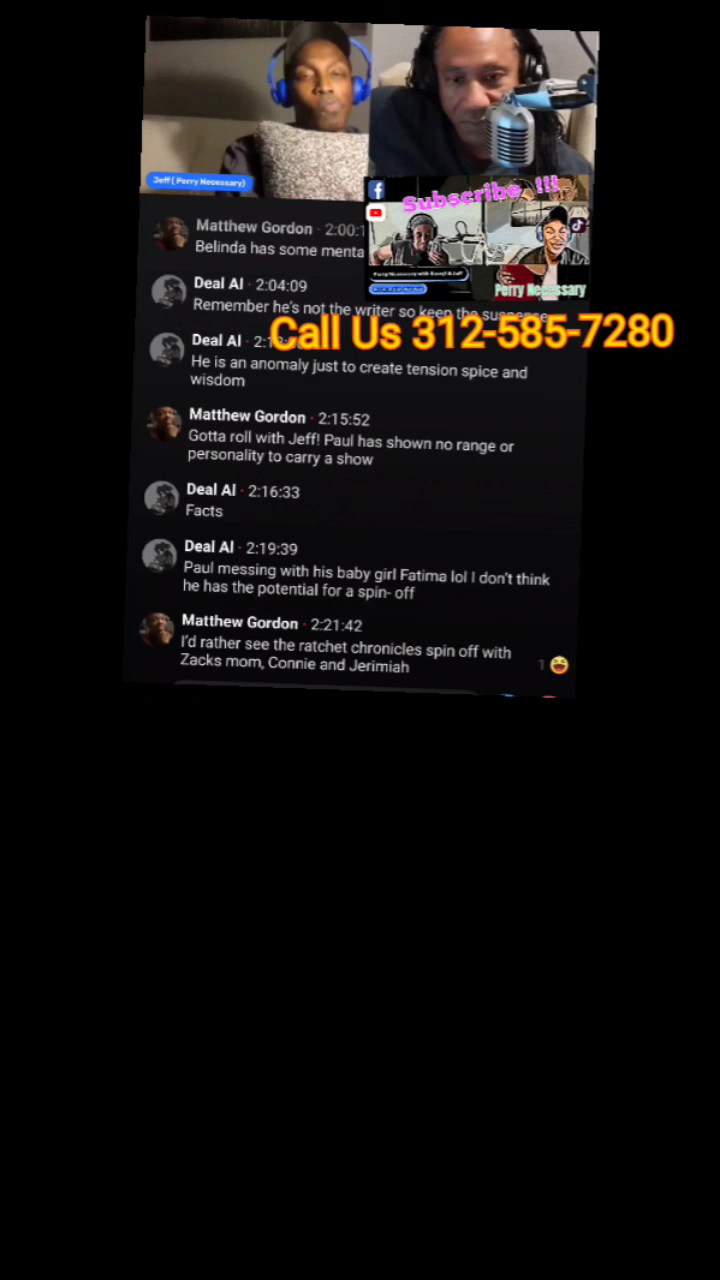 Jeff ( Perry Necessary)
Subscribe !!!
Perry Necessary
Matthew Gordon · 2:00:1
Belinda has some menta
Deal Al · 2:04:09
Remember he's not the writer so keep the suspense
Call Us 312-585-7280
Deal Al · 2:1
He is an anomaly just to create tension spice and
wisdom
Matthew Gordon · 2:15:52
Gotta roll with Jeff! Paul has shown no range or
personality to carry a show
Deal Al · 2:16:33
Facts
Deal Al · 2:19:39
Paul messing with his baby girl Fatima lol I don't think
he has the potential for a spin- off
Matthew Gordon · 2:21:42
I'd rather see the ratchet chronicles spin off with
Zacks mom, Connie and Jerimiah
1